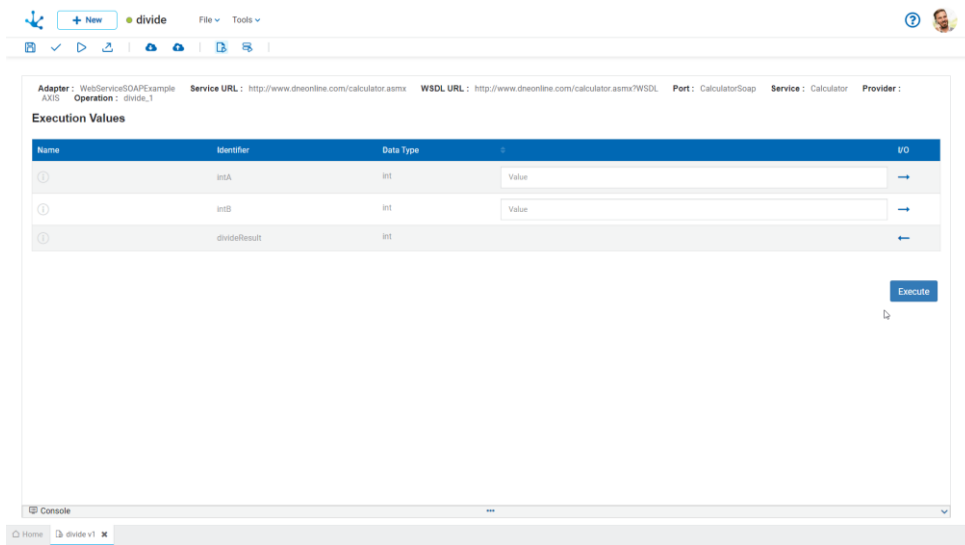 + New divide File Tools
Adapter : WebServiceSOAPExample Service URL : http://www.dneonline.com/calculator.asmx WSDL URL : http://www.dneonline.com/calculator.asmx?WSDL Port : CalculatorSoap Service : Calculator Provider :
AXIS Operation : divide_1
Execution Values
Name Identifier Data Type I/O
intA int Value
intB int Value
divideResult int
Execute
Console
Home divide v1